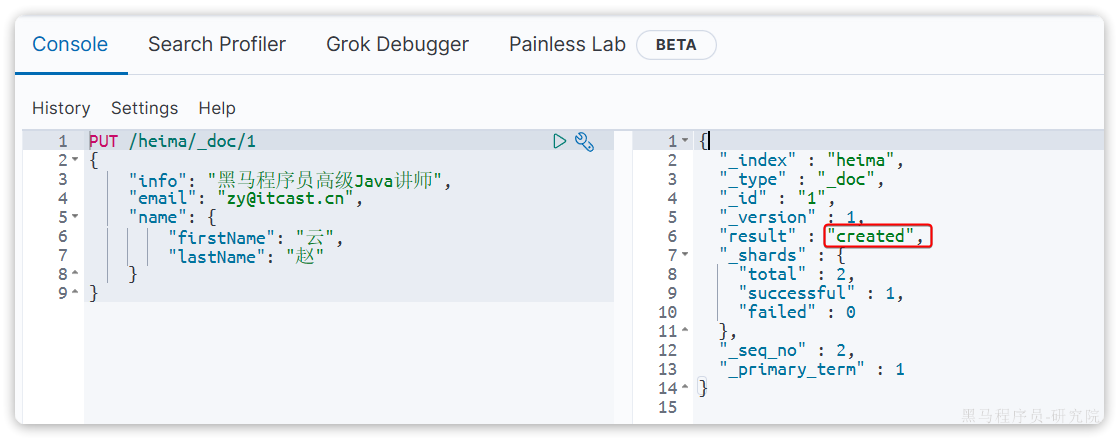 Console Search Profiler Grok Debugger Painless Lab BETA
History Settings Help
1 PUT /heima/_doc/1
2 {
3 "info": "黑马程序员高级Java讲师",
4 "email": "zy@itcast.cn",
5 "name": {
6 "firstName": "云",
7 "lastName": "赵"
8 }
9 }
1 {
2 "_index" : "heima",
3 "_type" : "_doc",
4 "_id" : "1",
5 "_version" : 1,
6 "result" : "created",
7 "_shards" : {
8 "total" : 2,
9 "successful" : 1,
10 "failed" : 0
11 },
12 "_seq_no" : 2,
13 "_primary_term" : 1
14 }
15
黑马程序员-研究院